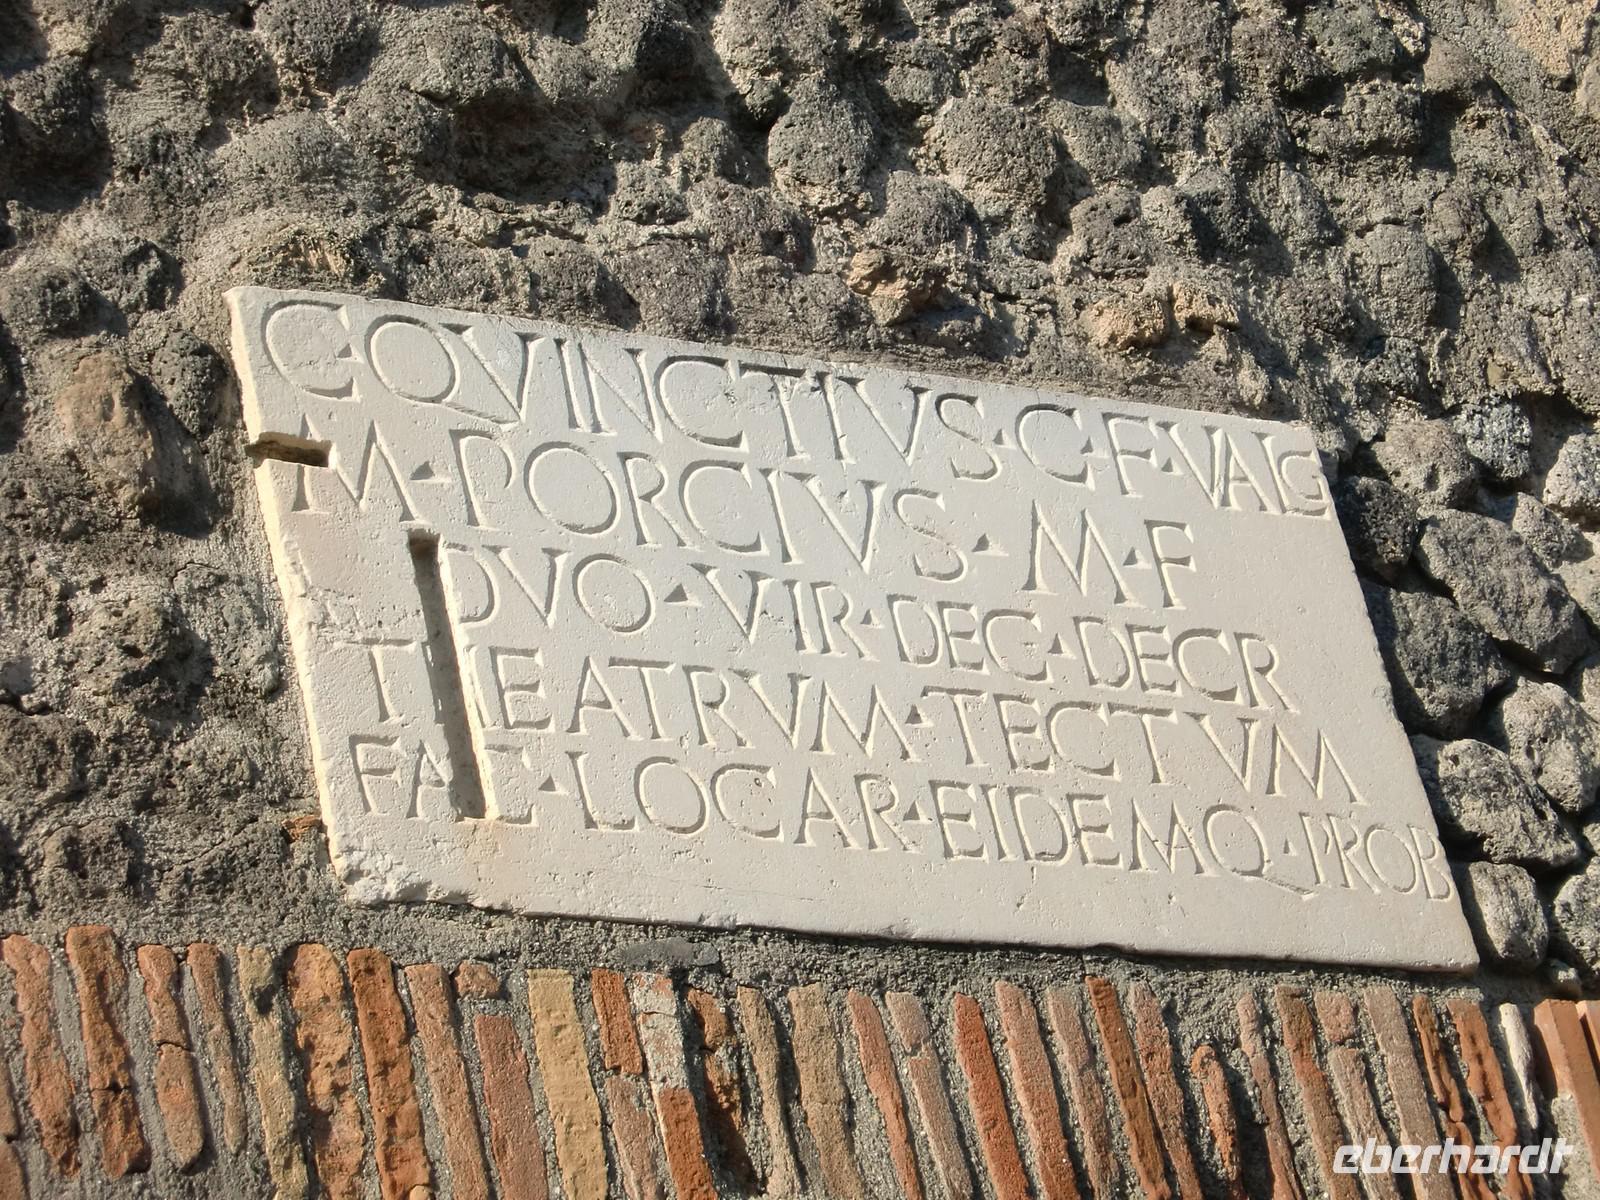 C·QVINCTIVS·C·F·VALG
M·PORCIVS·M·F
DVO·VIR·DEC·DECR
THEATRVM·TECTVM
FAC·LOCAR·EIDEMQ·PROB
eberhardt